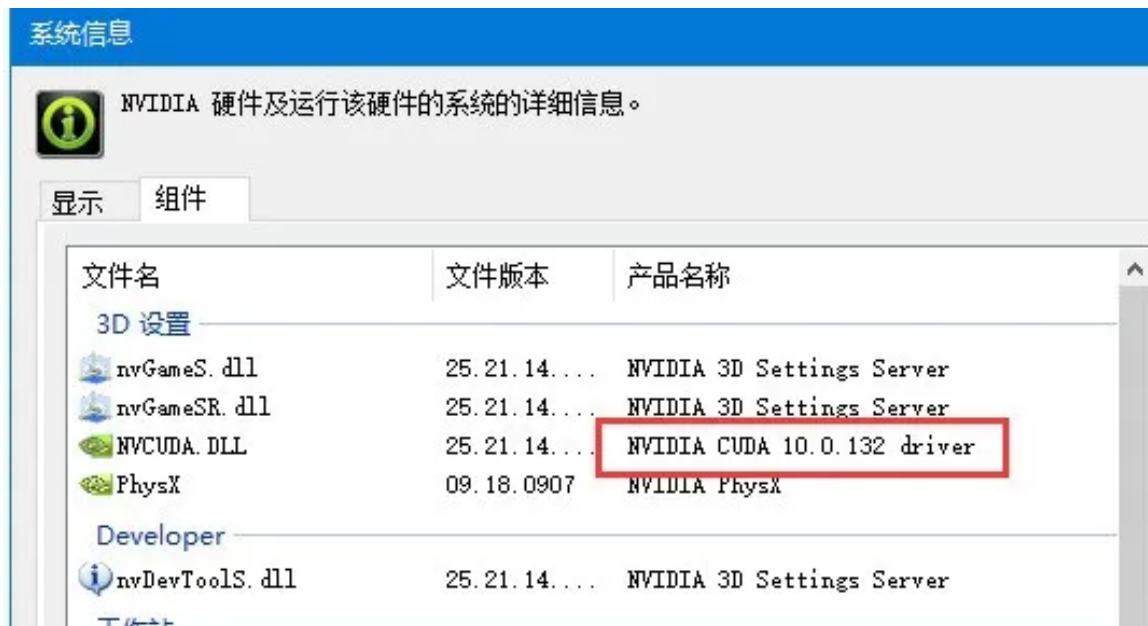 系统信息
NVIDIA 硬件及运行该硬件的系统的详细信息。
显示 组件
文件名 文件版本 产品名称
3D 设置
nvGameS.dll 25.21.14.... NVIDIA 3D Settings Server
nvGameSR.dll 25.21.14.... NVIDIA 3D Settings Server
NVCUDA.DLL 25.21.14.... NVIDIA CUDA 10.0.132 driver
PhysX 09.18.0907 NVIDIA PhysX
Developer
nvDevToolS.dll 25.21.14.... NVIDIA 3D Settings Server